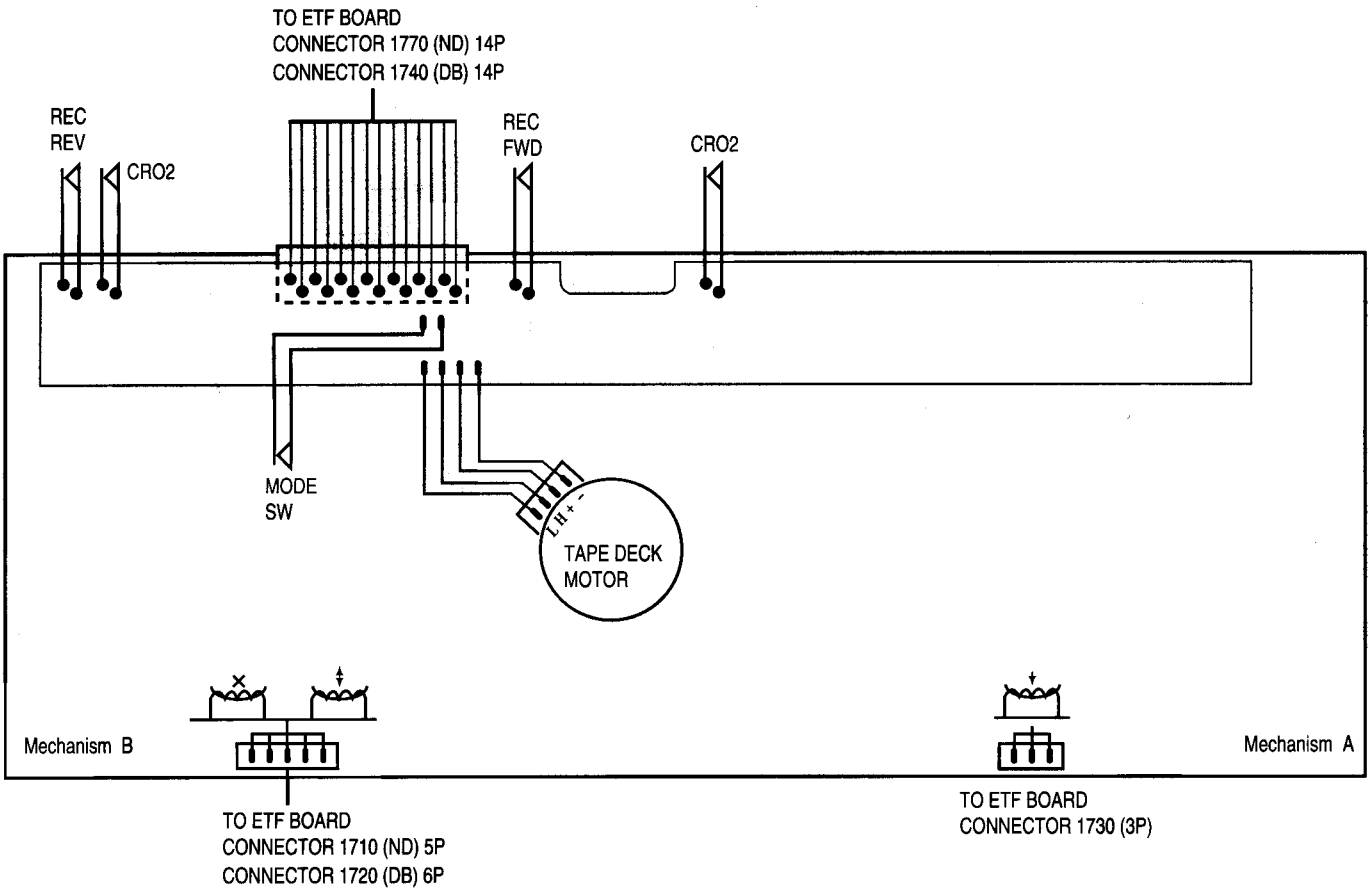 TO ETF BOARD
CONNECTOR 1770 (ND) 14P
CONNECTOR 1740 (DB) 14P
REC
REV
CRO2
REC
FWD
CRO2
MODE
SW
L H + -
TAPE DECK
MOTOR
Mechanism B
Mechanism A
TO ETF BOARD
CONNECTOR 1710 (ND) 5P
CONNECTOR 1720 (DB) 6P
TO ETF BOARD
CONNECTOR 1730 (3P)